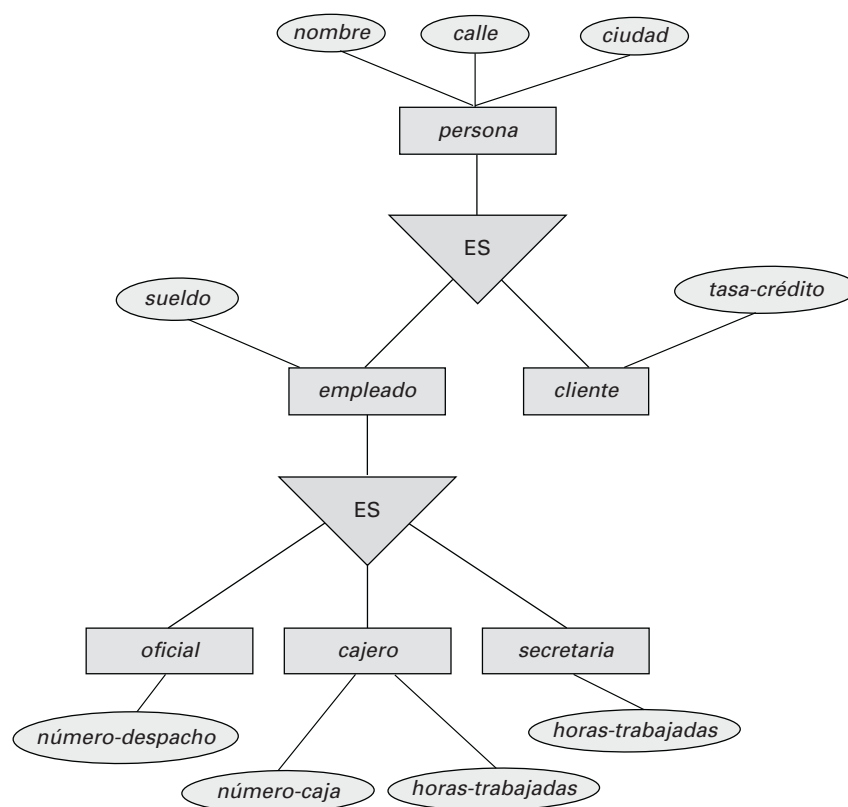 nombre
calle
ciudad
persona
ES
sueldo
tasa-crédito
empleado
cliente
ES
oficial
cajero
secretaria
número-despacho
horas-trabajadas
número-caja
horas-trabajadas